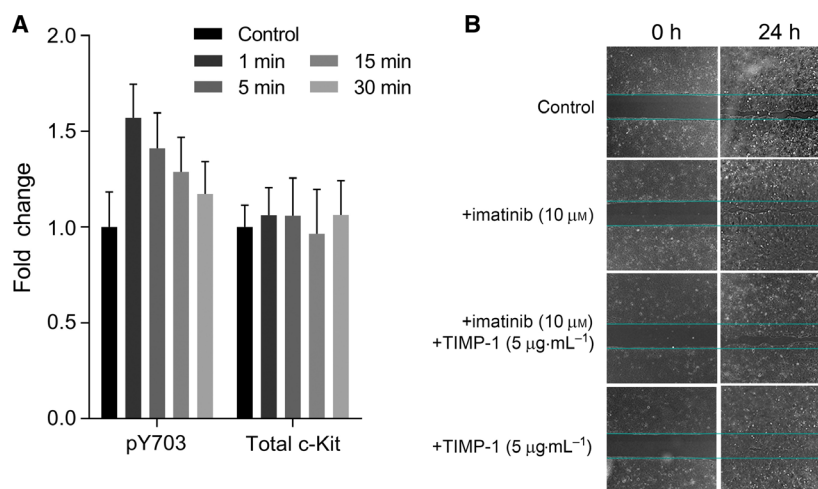 A
2.0
1.5
1.0
0.5
0.0
Fold change
Control
1 min
15 min
5 min
30 min
pY703
Total c-Kit
B
0 h
24 h
Control
+imatinib (10 μM)
+imatinib (10 μM)
+TIMP-1 (5 μg·mL⁻¹)
+TIMP-1 (5 μg·mL⁻¹)